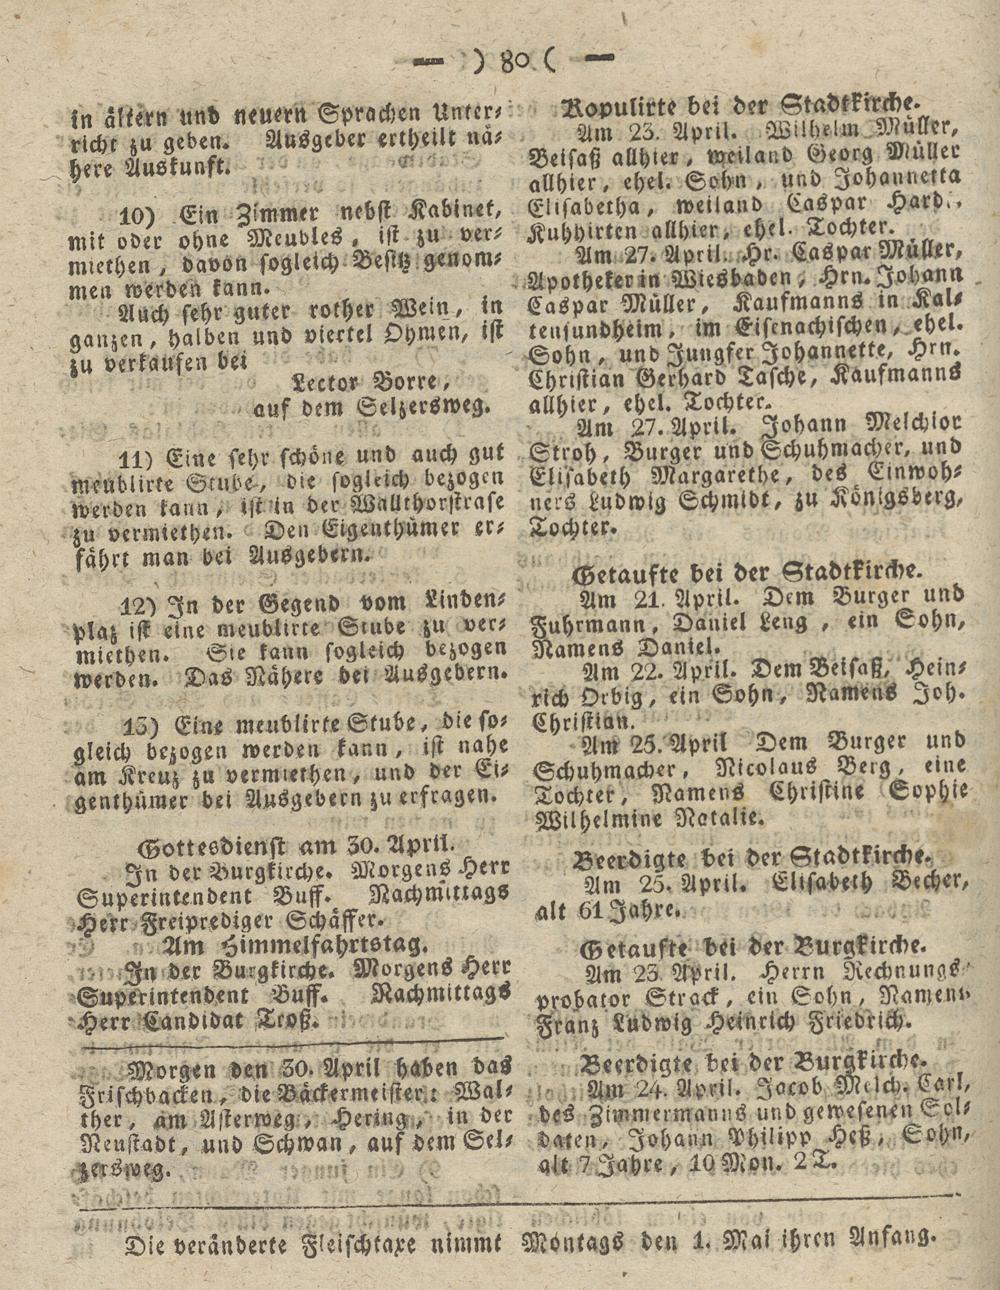 — ) 80 ( —
in ältern und neuern Sprachen Unter-
richt zu geben. Ausgeber ertheilt nä-
here Auskunft.
10) Ein Zimmer nebst Kabinet,
mit oder ohne Meubles, ist zu ver-
miethen, davon sogleich Besitz genom-
men werden kann.
Auch sehr guter rother Wein, in
ganzen, halben und viertel Ohmen, ist
zu verkaufen bei
Lector Borre,
auf dem Selzersweg.
11) Eine sehr schöne und auch gut
meublirte Stube, die sogleich bezogen
werden kann, ist in der Wallthorstrase
zu vermiethen. Den Eigenthümer er-
fährt man bei Ausgebern.
12) In der Gegend vom Linden-
plaz ist eine meublirte Stube zu ver-
miethen. Sie kann sogleich bezogen
werden. Das Nähere bei Ausgebern.
13) Eine meublirte Stube, die so-
gleich bezogen werden kann, ist nahe
am Kreuz zu vermiethen, und der Ei-
genthümer bei Ausgebern zu erfragen.
Gottesdienst am 30. April.
In der Burgkirche. Morgens Herr
Superintendent Buff. Nachmittags
Herr Freiprediger Schäffer.
Am Himmelfahrtstag.
In der Burgkirche. Morgens Herr
Superintendent Buff. Nachmittags
Herr Candidat Troß.
Morgen den 30. April haben das
Frischbacken, die Bäckermeister: Wal-
ther, am Asterweg, Hering, in der
Neustadt, und Schwan, auf dem Sel-
zersweg.
Kopulirte bei der Stadtkirche.
Am 23. April. Wilhelm Müller,
Beisaß allhier, weiland Georg Müller
allhier, ehel. Sohn, und Johannetta
Elisabetha, weiland Caspar Hard.,
Kuhhirten allhier, ehel. Tochter.
Am 27. April. Hr. Caspar Müller,
Apotheker in Wiesbaden, Hrn. Johann
Caspar Müller, Kaufmanns in Kal-
tensundheim, im Eisenachischen, ehel.
Sohn, und Jungfer Johannette, Hrn.
Christian Gerhard Tasche, Kaufmanns
allhier, ehel. Tochter.
Am 27. April. Johann Melchior
Stroh, Burger und Schuhmacher, und
Elisabeth Margarethe, des Einwoh-
ners Ludwig Schmidt, zu Königsberg,
Tochter.
Getaufte bei der Stadtkirche.
Am 21. April. Dem Burger und
Fuhrmann, Daniel Leng, ein Sohn,
Namens Daniel.
Am 22. April. Dem Beisaß, Hein-
rich Orbig, ein Sohn, Namens Joh.
Christian.
Am 25. April Dem Burger und
Schuhmacher, Nicolaus Berg, eine
Tochter, Namens Christine Sophie
Wilhelmine Natalie.
Beerdigte bei der Stadtkirche.
Am 25. April. Elisabeth Becher,
alt 61 Jahre.
Getaufte bei der Burgkirche.
Am 23. April. Herrn Rechnungs-
probator Strack, ein Sohn, Namens
Franz Ludwig Heinrich Friedrich.
Beerdigte bei der Burgkirche.
Am 24. April. Jacob Melch. Carl,
des Zimmermanns und gewesenen Sol-
daten, Johann Philipp Heß, Sohn,
alt 7 Jahre, 10 Mon. 2 T.
Die veränderte Fleischtaxe nimmt Montags den 1. Mai ihren Anfang.